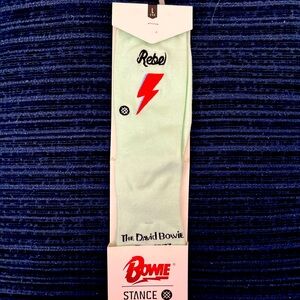 L
Rebel
The David Bowie
BOWIE
STANCE